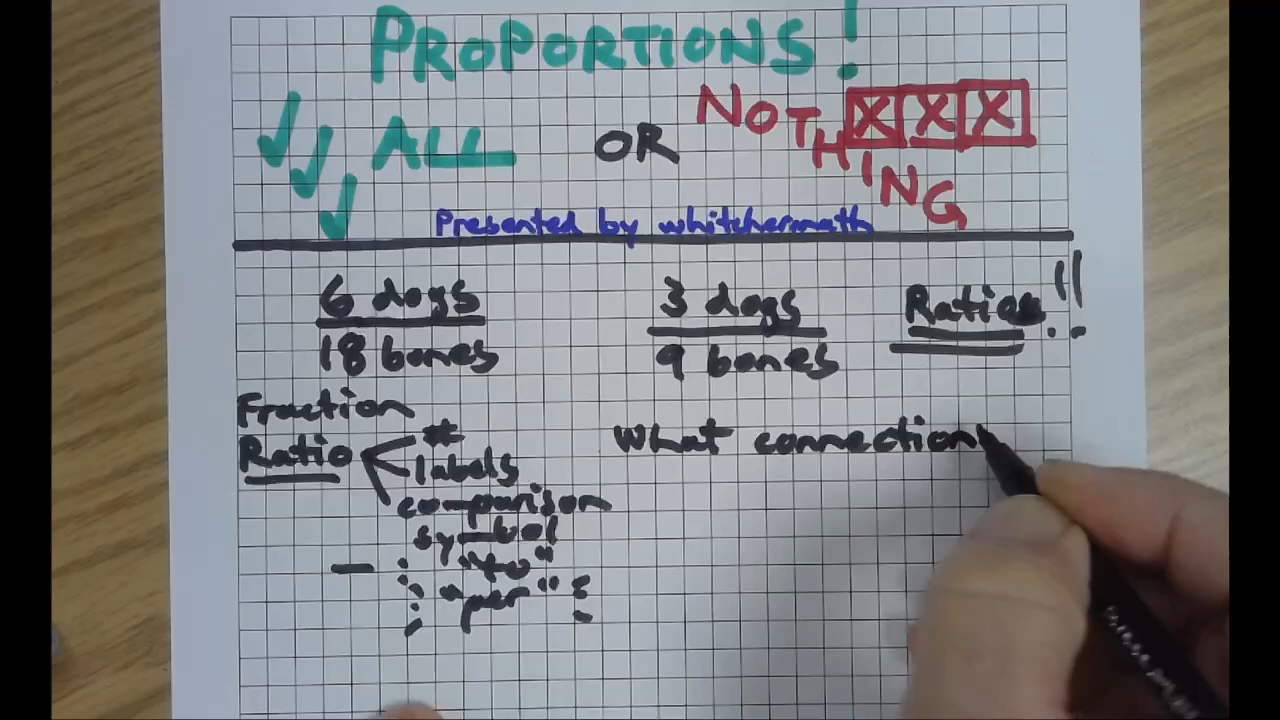 PROPORTIONS!
ALL OR NOTHING
Presented by whitchermath
6 dogs
18 bones
3 dogs
9 bones
Ratios!!
Fraction
Ratio
#
labels
comparison
symbol
— : "to"
"per"
What connection